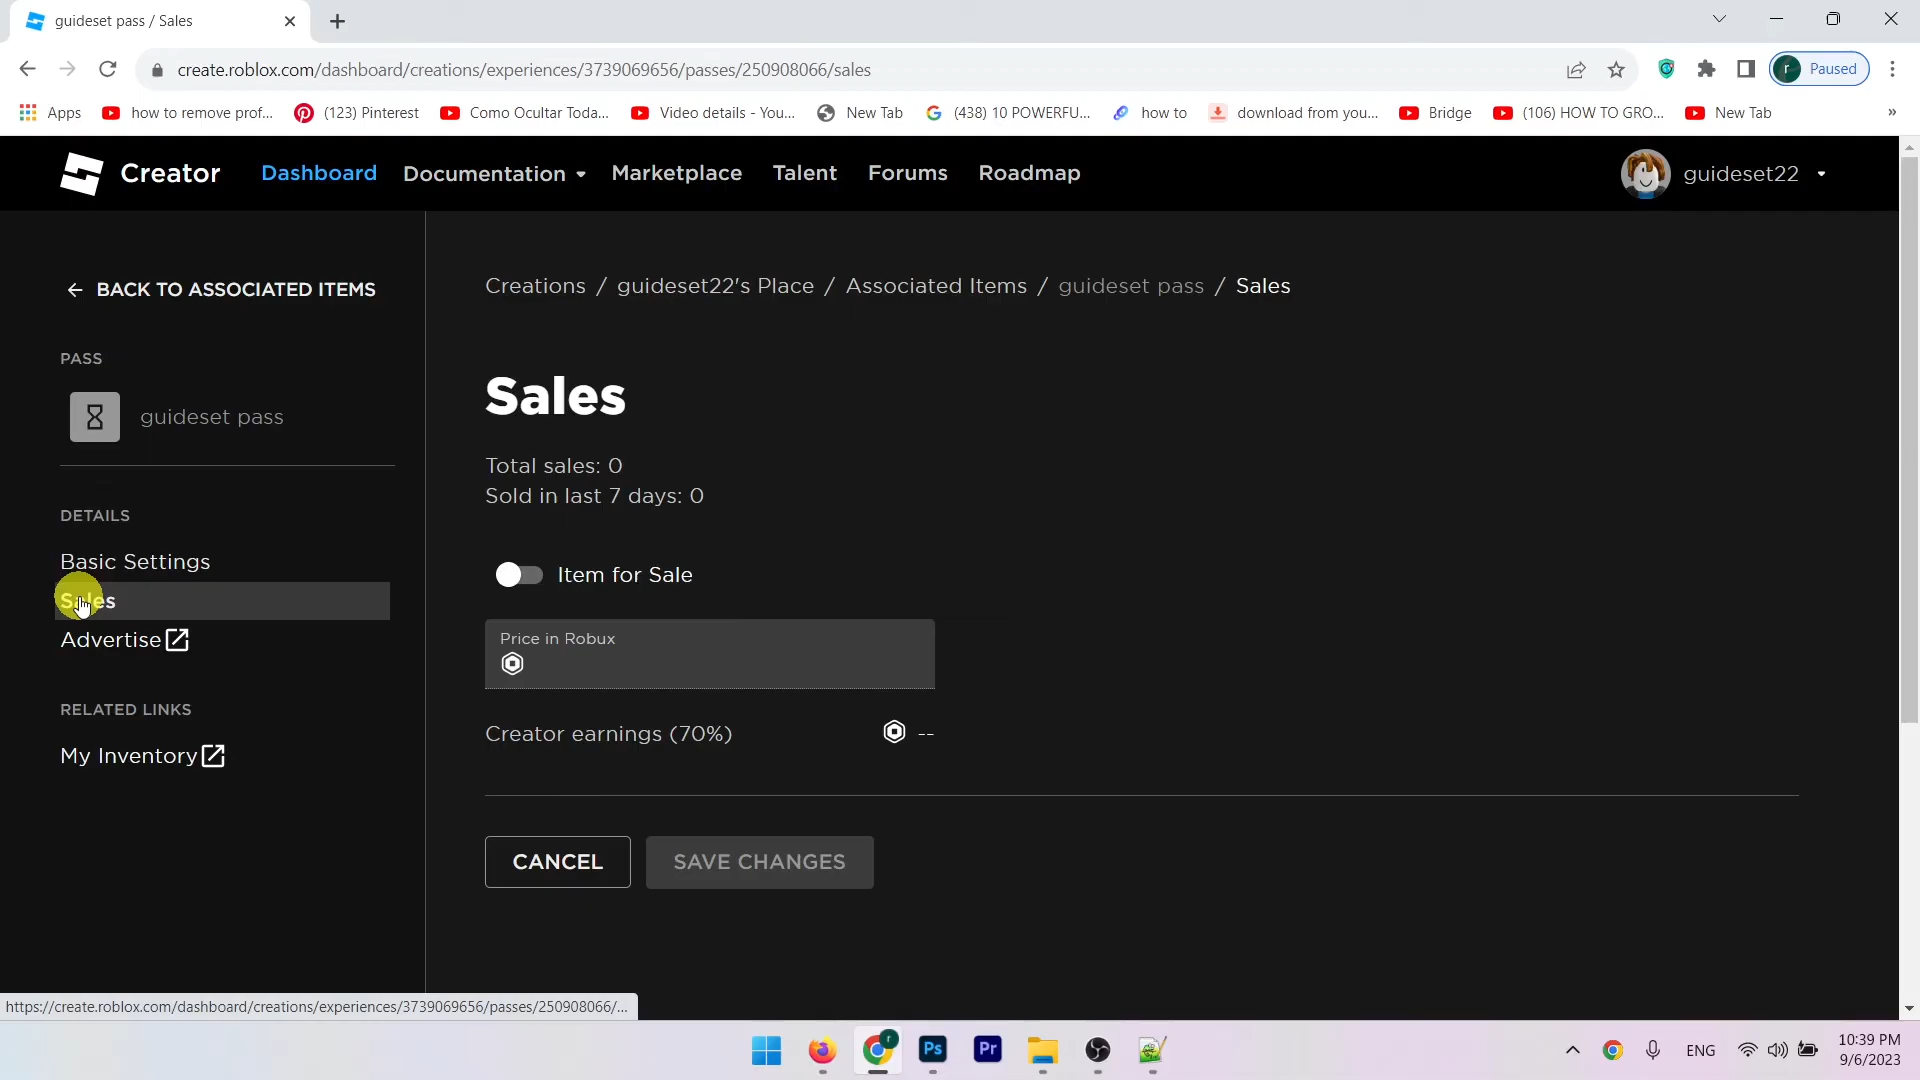 guideset pass / Sales
create.roblox.com/dashboard/creations/experiences/3739069656/passes/250908066/sales
r Paused
Apps how to remove prof... (123) Pinterest Como Ocultar Toda... Video details - You... New Tab (438) 10 POWERFU... how to download from you... Bridge (106) HOW TO GRO... New Tab »
Creator Dashboard Documentation Marketplace Talent Forums Roadmap guideset22
← BACK TO ASSOCIATED ITEMS
PASS
guideset pass
DETAILS
Basic Settings
Sales
Advertise
RELATED LINKS
My Inventory
Creations / guideset22's Place / Associated Items / guideset pass / Sales
Sales
Total sales: 0
Sold in last 7 days: 0
Item for Sale
Price in Robux
Creator earnings (70%) --
CANCEL SAVE CHANGES
https://create.roblox.com/dashboard/creations/experiences/3739069656/passes/250908066/...
r
Ps Pr
ENG
10:39 PM
9/6/2023